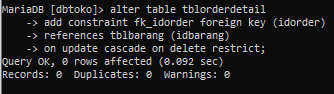 MariaDB [dbtoko]> alter table tblorderdetail
    -> add constraint fk_idorder foreign key (idorder)
    -> references tblbarang (idbarang)
    -> on update cascade on delete restrict;
Query OK, 0 rows affected (0.092 sec)
Records: 0  Duplicates: 0  Warnings: 0